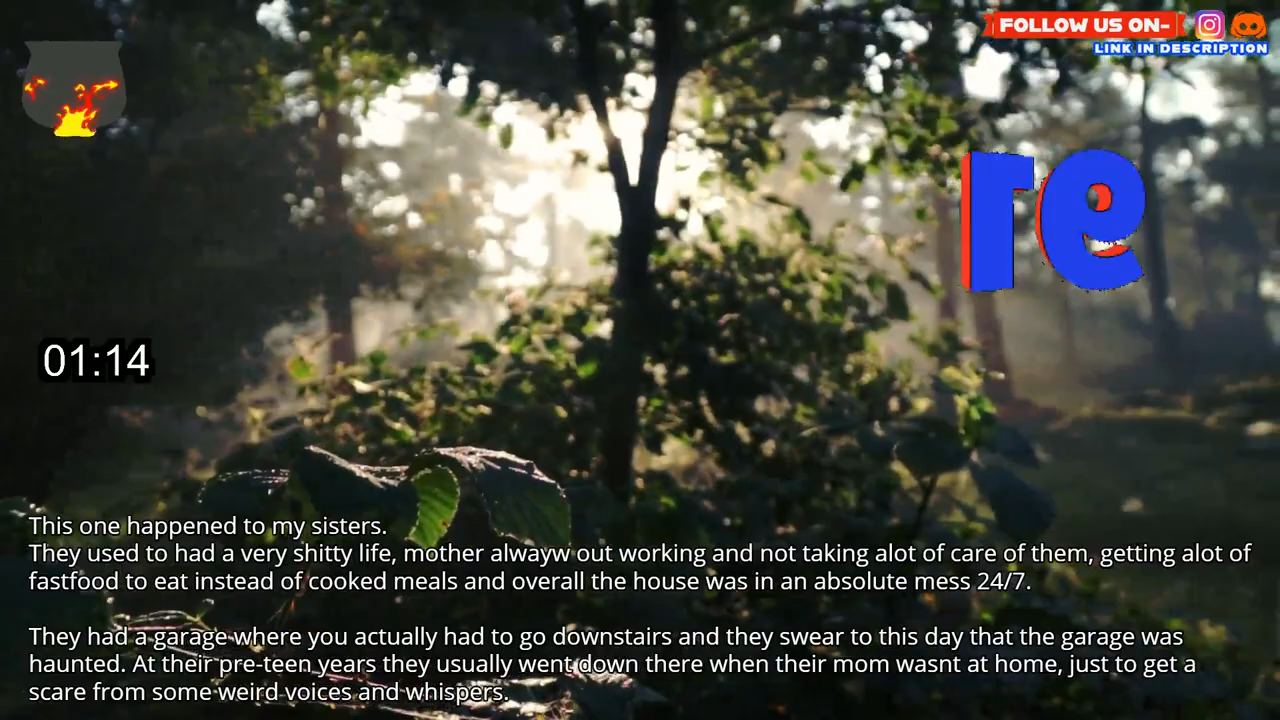 FOLLOW US ON-
LINK IN DESCRIPTION
re
01:14
This one happened to my sisters.
They used to had a very shitty life, mother alwayw out working and not taking alot of care of them, getting alot of
fastfood to eat instead of cooked meals and overall the house was in an absolute mess 24/7.
They had a garage where you actually had to go downstairs and they swear to this day that the garage was
haunted. At their pre-teen years they usually went down there when their mom wasnt at home, just to get a
scare from some weird voices and whispers.